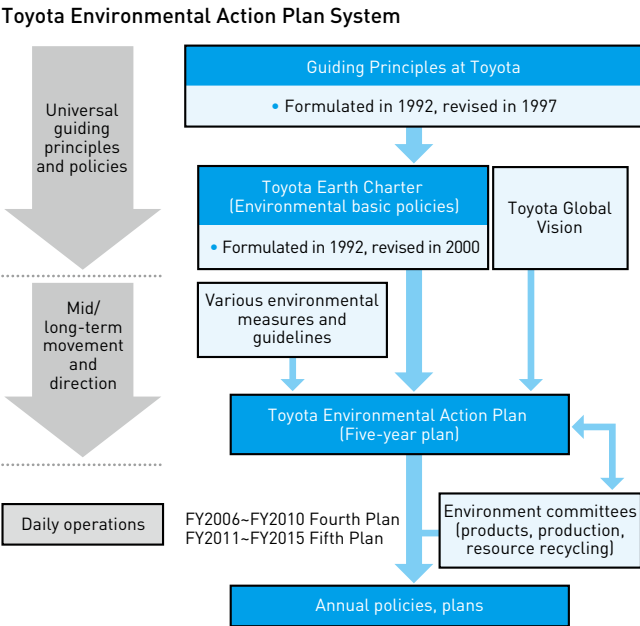 Toyota Environmental Action Plan System
Universal
guiding
principles
and policies
Guiding Principles at Toyota
• Formulated in 1992, revised in 1997
Toyota Earth Charter
(Environmental basic policies)
• Formulated in 1992, revised in 2000
Toyota Global
Vision
Mid/
long-term
movement
and
direction
Various environmental
measures and
guidelines
Toyota Environmental Action Plan
(Five-year plan)
Daily operations
FY2006~FY2010 Fourth Plan
FY2011~FY2015 Fifth Plan
Environment committees
(products, production,
resource recycling)
Annual policies, plans